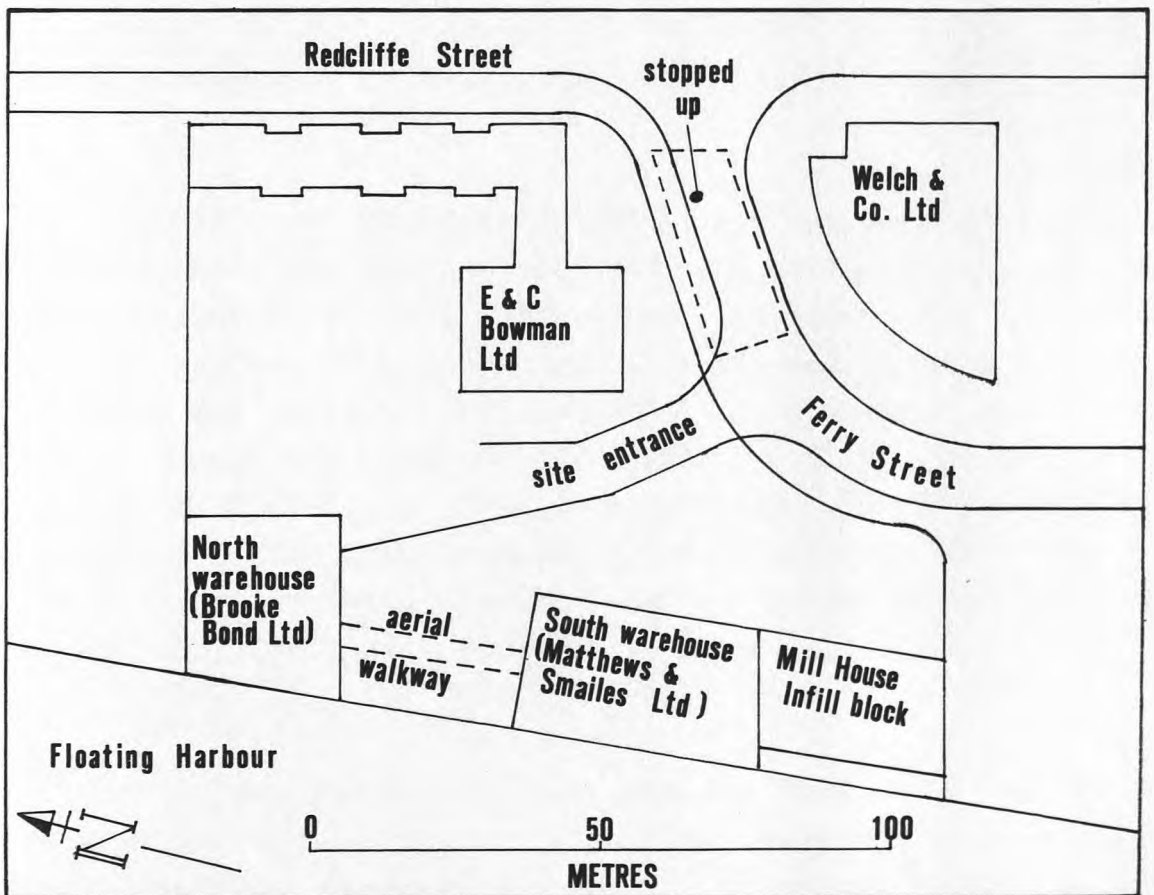 Redcliffe Street
stopped
up
Welch &
Co. Ltd
E & C
Bowman
Ltd
site entrance
Ferry Street
North
warehouse
(Brooke
Bond Ltd)
aerial
walkway
South warehouse
(Matthews &
Smailes Ltd)
Mill House
Infill block
Floating Harbour
N
0 50 100
METRES